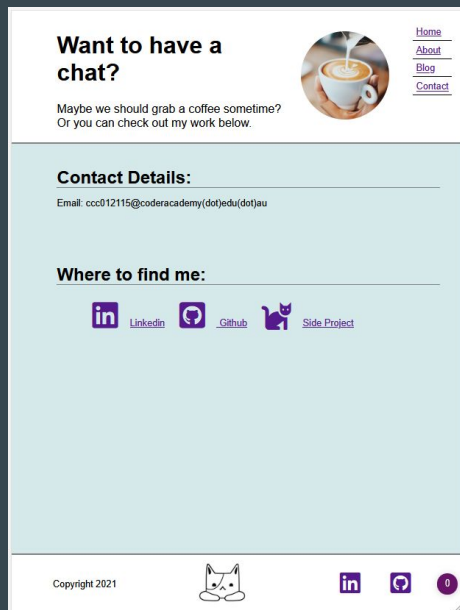 Want to have a
chat?
Maybe we should grab a coffee sometime?
Or you can check out my work below.
Home
About
Blog
Contact
Contact Details:
Email: ccc012115@coderacademy(dot)edu(dot)au
Where to find me:
in Linkedin Github Side Project
Copyright 2021 in 0